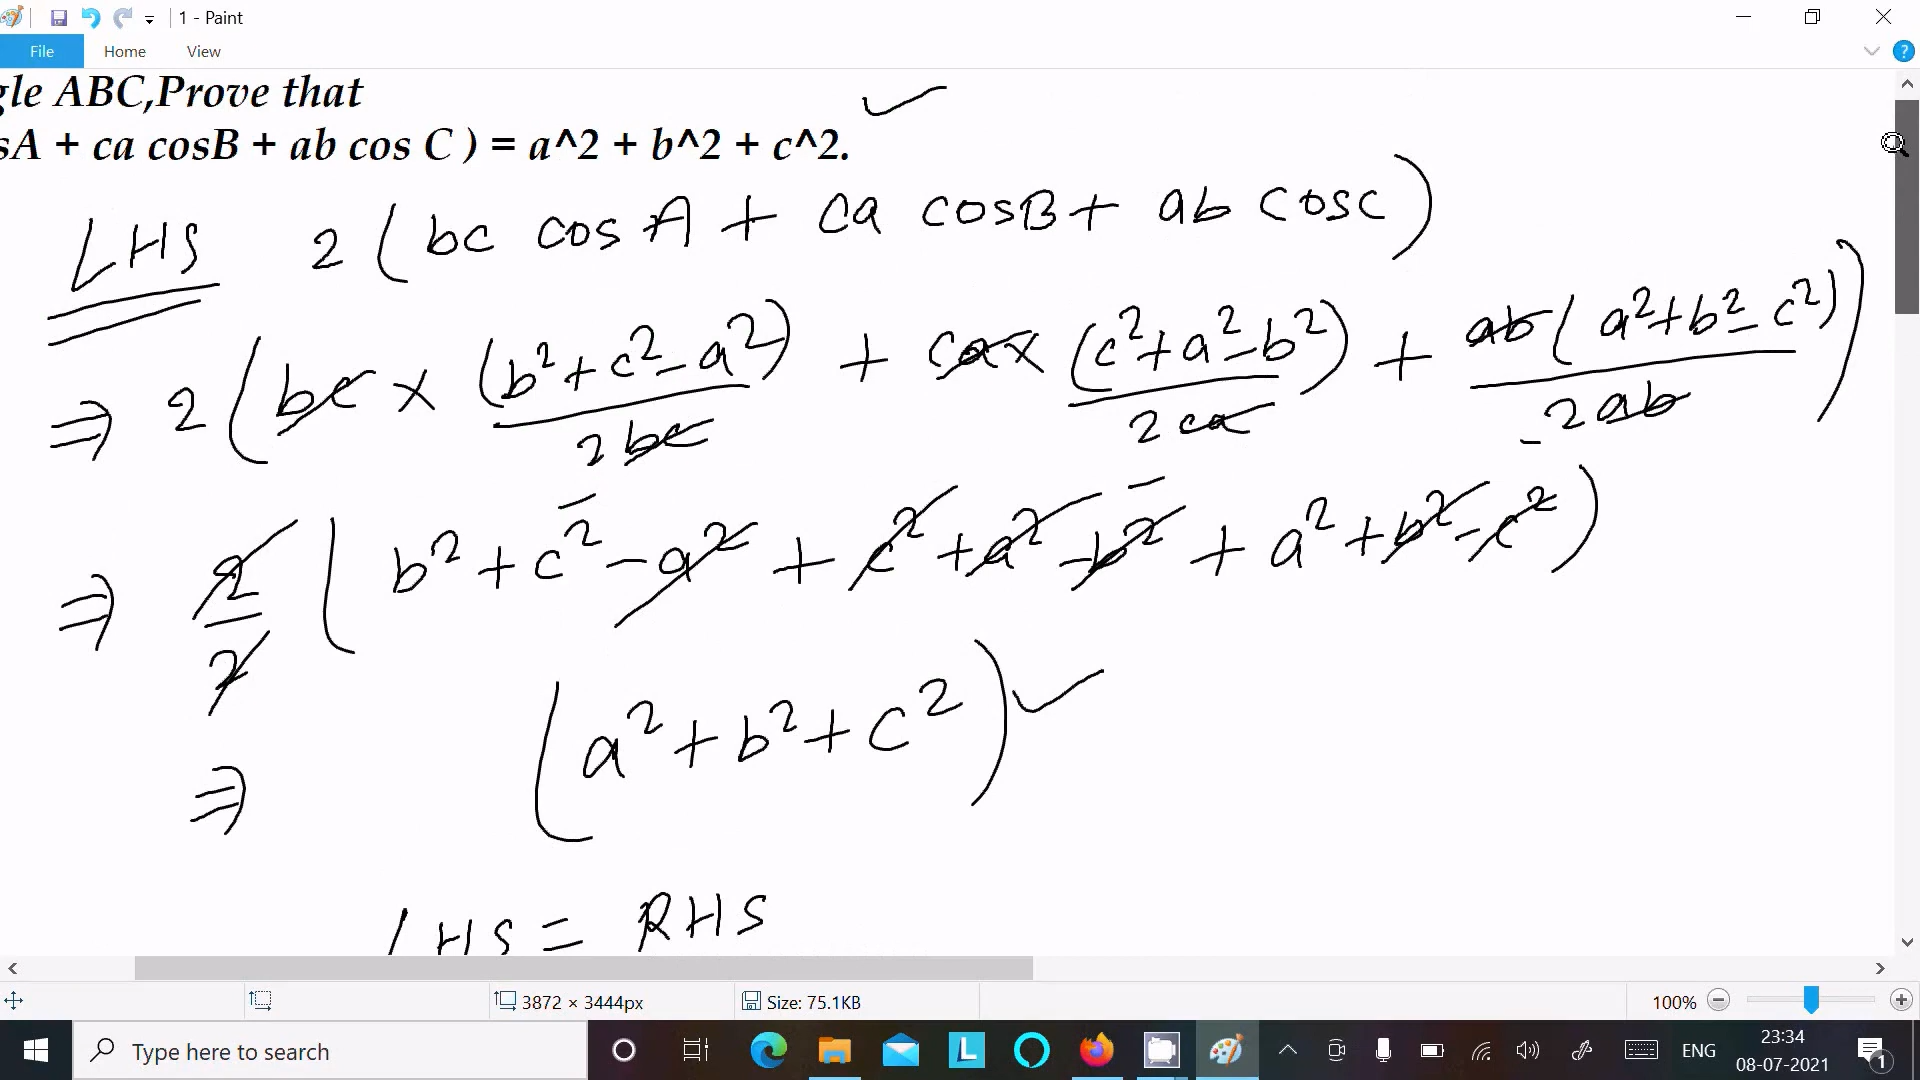 1 - Paint
File Home View
gle ABC,Prove that
sA + ca cosB + ab cos C ) = a^2 + b^2 + c^2.
LHS 2 ( bc cos A + ca cosB + ab cosc )
⇒ 2 ( bc x (b²+c²-a²)/2bc + ca x (c²+a²-b²)/2ca + ab ( a²+b²-c²)/2ab )
⇒ 2/2 ( b²+c²-a² + c²+a²-b² + a²+b²-c² )
⇒ (a²+b²+c²)
LHS = RHS
3872 × 3444px Size: 75.1KB 100%
Type here to search
L
ENG
23:34
08-07-2021
1